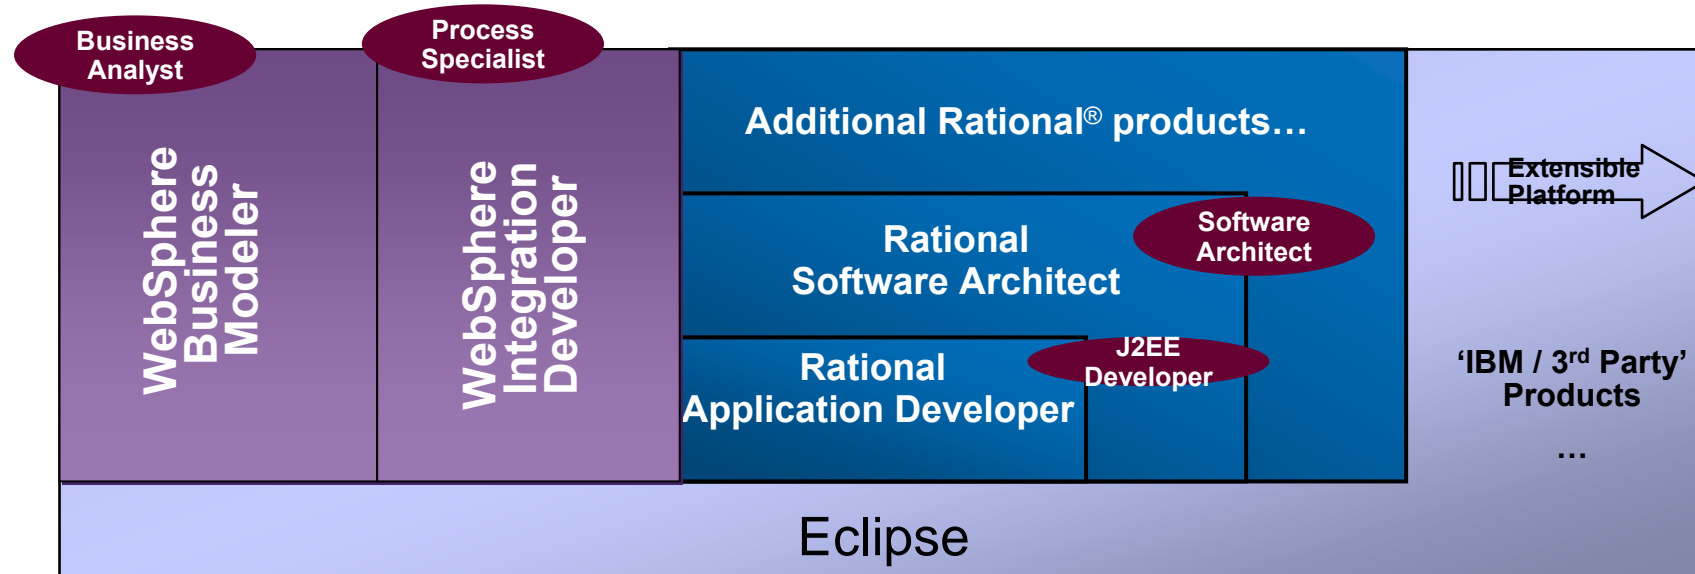 Business
Analyst
Process
Specialist
WebSphere
Business
Modeler
WebSphere
Integration
Developer
Additional Rational® products…
Rational
Software Architect
Software
Architect
Rational
Application Developer
J2EE
Developer
Extensible
Platform
‘IBM / 3rd Party’
Products
…
Eclipse